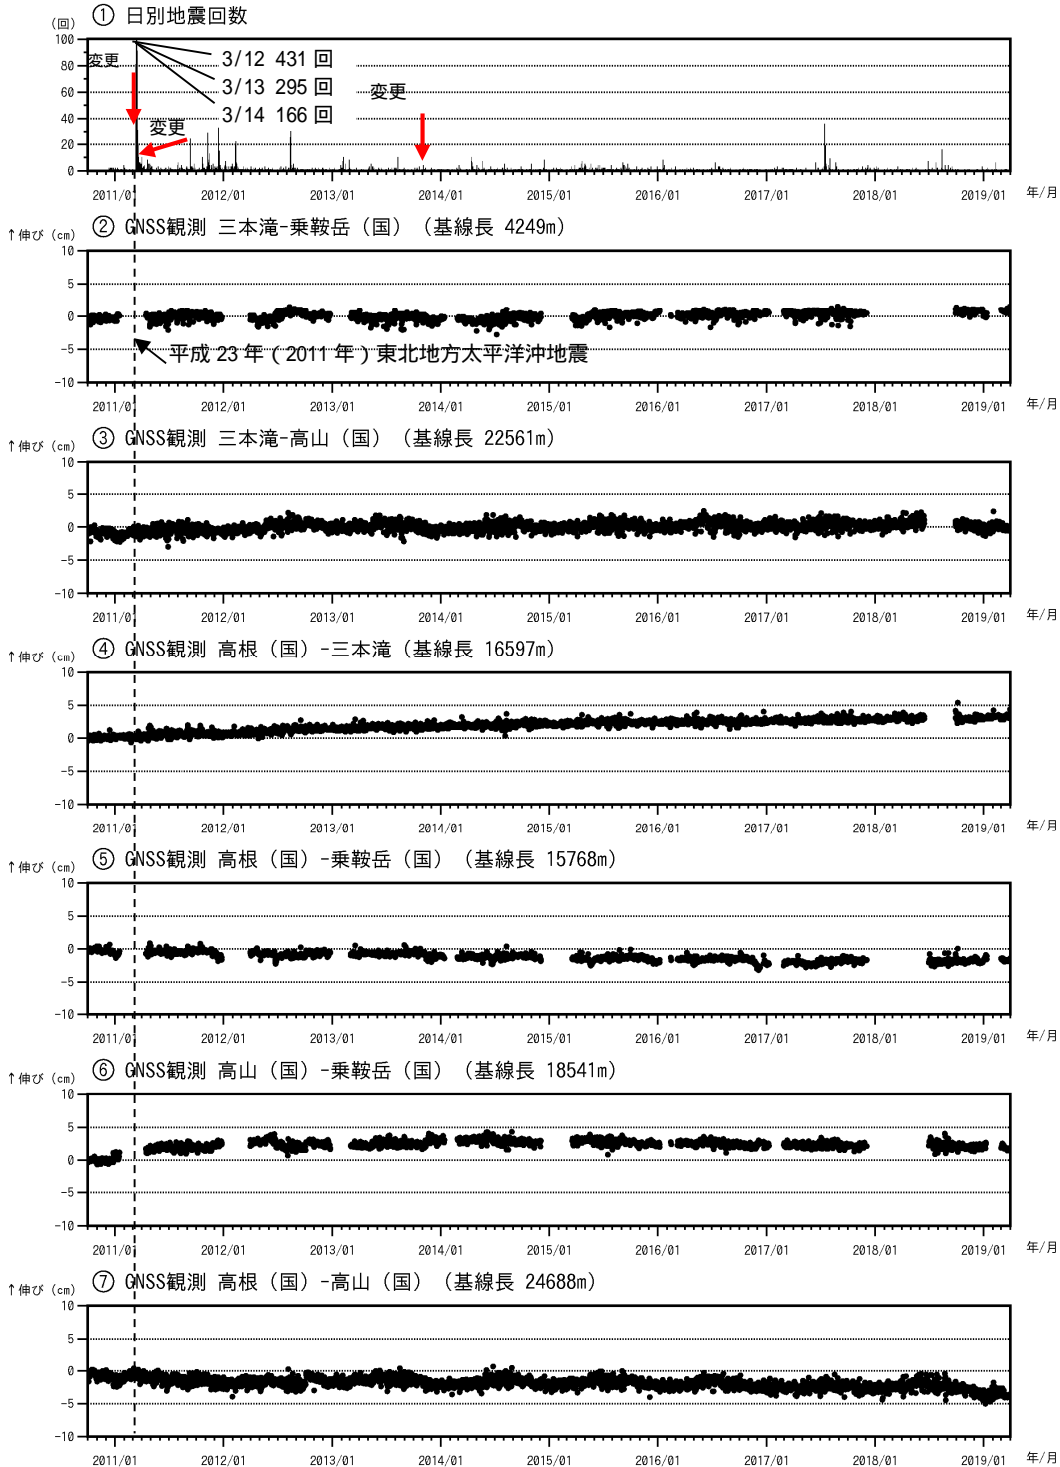 ① 日別地震回数
（回）
100
80
60
40
20
0
変更
3/12 431 回
3/13 295 回
3/14 166 回
変更
変更
2011/01 2012/01 2013/01 2014/01 2015/01 2016/01 2017/01 2018/01 2019/01 年/月
② GNSS観測 三本滝-乗鞍岳（国）（基線長 4249m）
↑伸び（cm）
10
5
0
-5
-10
平成 23 年（2011 年）東北地方太平洋沖地震
2011/01 2012/01 2013/01 2014/01 2015/01 2016/01 2017/01 2018/01 2019/01 年/月
③ GNSS観測 三本滝-高山（国）（基線長 22561m）
↑伸び（cm）
10
5
0
-5
-10
2011/01 2012/01 2013/01 2014/01 2015/01 2016/01 2017/01 2018/01 2019/01 年/月
④ GNSS観測 高根（国）-三本滝（基線長 16597m）
↑伸び（cm）
10
5
0
-5
-10
2011/01 2012/01 2013/01 2014/01 2015/01 2016/01 2017/01 2018/01 2019/01 年/月
⑤ GNSS観測 高根（国）-乗鞍岳（国）（基線長 15768m）
↑伸び（cm）
10
5
0
-5
-10
2011/01 2012/01 2013/01 2014/01 2015/01 2016/01 2017/01 2018/01 2019/01 年/月
⑥ GNSS観測 高山（国）-乗鞍岳（国）（基線長 18541m）
↑伸び（cm）
10
5
0
-5
-10
2011/01 2012/01 2013/01 2014/01 2015/01 2016/01 2017/01 2018/01 2019/01 年/月
⑦ GNSS観測 高根（国）-高山（国）（基線長 24688m）
↑伸び（cm）
10
5
0
-5
-10
2011/01 2012/01 2013/01 2014/01 2015/01 2016/01 2017/01 2018/01 2019/01 年/月